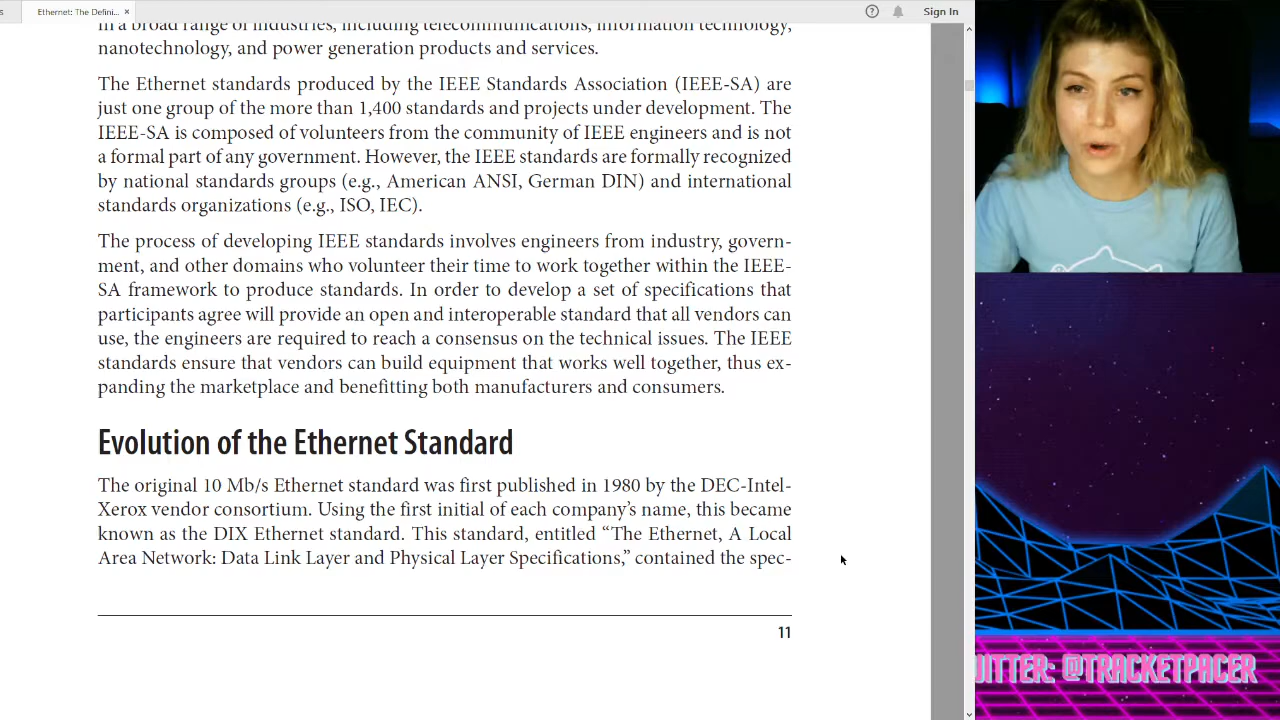 s
Ethernet: The Defini... ×
Sign In
in a broad range of industries, including telecommunications, information technology,
nanotechnology, and power generation products and services.
The Ethernet standards produced by the IEEE Standards Association (IEEE-SA) are
just one group of the more than 1,400 standards and projects under development. The
IEEE-SA is composed of volunteers from the community of IEEE engineers and is not
a formal part of any government. However, the IEEE standards are formally recognized
by national standards groups (e.g., American ANSI, German DIN) and international
standards organizations (e.g., ISO, IEC).
The process of developing IEEE standards involves engineers from industry, govern-
ment, and other domains who volunteer their time to work together within the IEEE-
SA framework to produce standards. In order to develop a set of specifications that
participants agree will provide an open and interoperable standard that all vendors can
use, the engineers are required to reach a consensus on the technical issues. The IEEE
standards ensure that vendors can build equipment that works well together, thus ex-
panding the marketplace and benefitting both manufacturers and consumers.
Evolution of the Ethernet Standard
The original 10 Mb/s Ethernet standard was first published in 1980 by the DEC-Intel-
Xerox vendor consortium. Using the first initial of each company’s name, this became
known as the DIX Ethernet standard. This standard, entitled “The Ethernet, A Local
Area Network: Data Link Layer and Physical Layer Specifications,” contained the spec-
11
WITTER: @TRACKETPACER